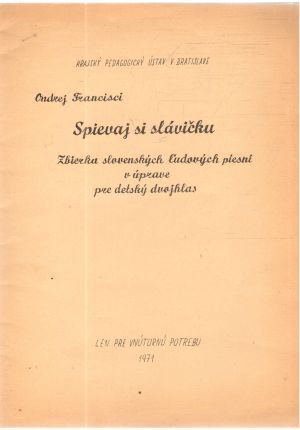 KRAJSKÝ PEDAGOGICKÝ ÚSTAV V BRATISLAVE
Ondrej Francisci
Spievaj si slávičku
Zbierka slovenských ľudových piesní
v úprave
pre detský dvojhlas
LEN PRE VNÚTORNÚ POTREBU
1971